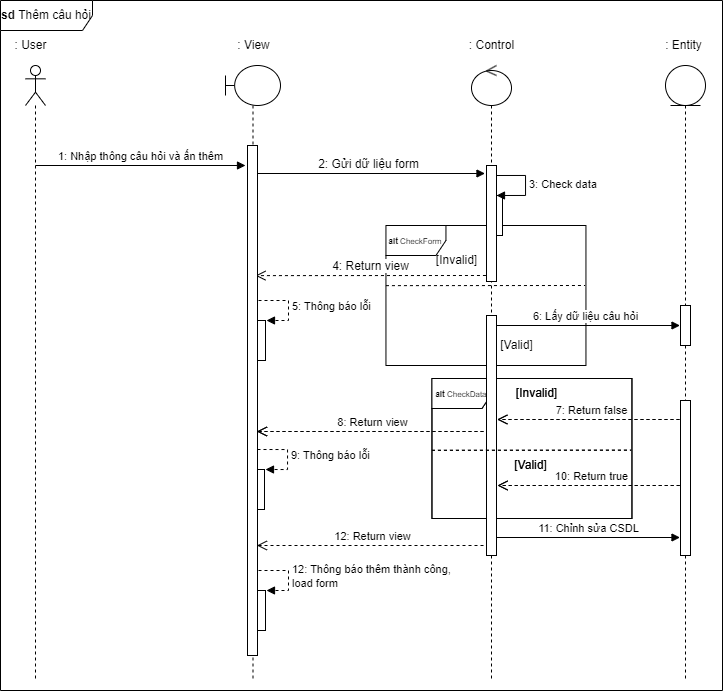 sd Thêm câu hỏi
: User
: View
: Control
: Entity
1: Nhập thông câu hỏi và ấn thêm
2: Gửi dữ liệu form
3: Check data
alt CheckForm
[Invalid]
4: Return view
5: Thông báo lỗi
6: Lấy dữ liệu câu hỏi
[Valid]
alt CheckData
[Invalid]
7: Return false
8: Return view
9: Thông báo lỗi
[Valid]
10: Return true
11: Chỉnh sửa CSDL
12: Return view
12: Thông báo thêm thành công,
load form